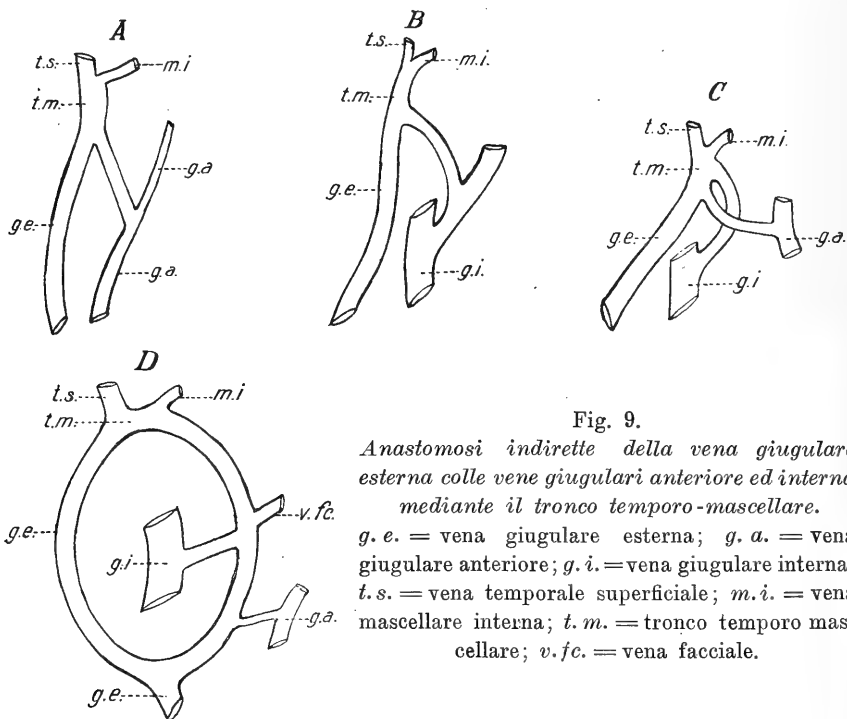 A
t.s.
m.i
t.m.
g.a
g.e.
g.a.
B
t.s.
m.i.
t.m.
g.e.
g.i.
C
t.s.
m.i.
t.m.
g.e.
g.a.
g.i
D
t.s.
m.i
t.m.
v.fc.
g.e.
g.i
g.a.
g.e.
Fig. 9.
Anastomosi indirette della vena giugulare
esterna colle vene giugulari anteriore ed interna
mediante il tronco temporo-mascellare.
g. e. = vena giugulare esterna; g. a. = vena
giugulare anteriore; g. i. = vena giugulare interna
t. s. = vena temporale superficiale; m. i. = vena
mascellare interna; t. m. = tronco temporo mas
cellare; v. fc. = vena facciale.